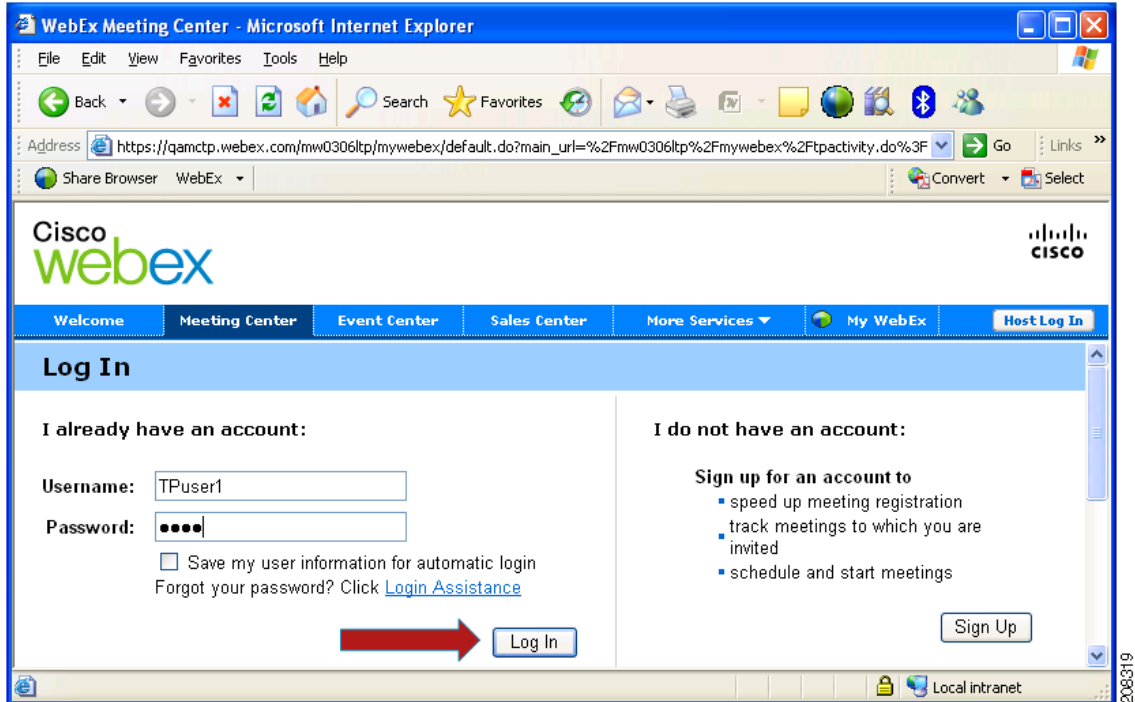 WebEx Meeting Center - Microsoft Internet Explorer
File Edit View Favorites Tools Help
Back Search Favorites
Address https://qamctp.webex.com/mw0306ltp/mywebex/default.do?main_url=%2Fmw0306ltp%2Fmywebex%2Ftpactivity.do%3F Go Links »
Share Browser WebEx Convert Select
Cisco
webex
cisco
Welcome Meeting Center Event Center Sales Center More Services My WebEx Host Log In
Log In
I already have an account:
Username: TPuser1
Password: ••••
Save my user information for automatic login
Forgot your password? Click Login Assistance
Log In
I do not have an account:
Sign up for an account to
speed up meeting registration
track meetings to which you are
invited
schedule and start meetings
Sign Up
Local intranet
208319